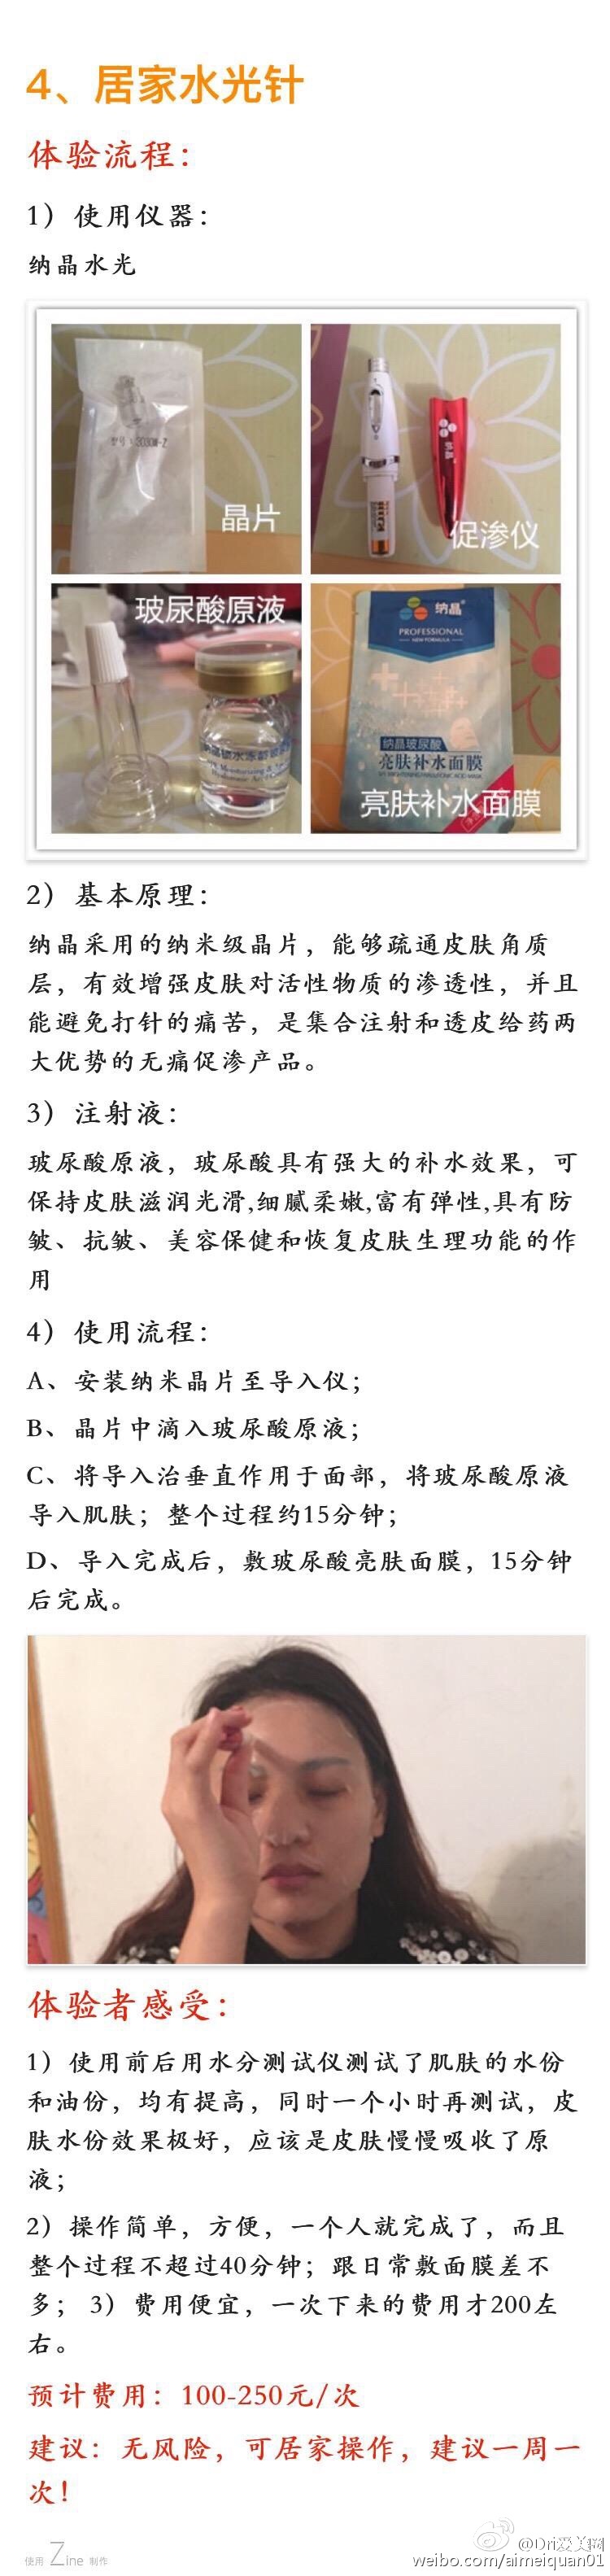 4、居家水光针
体验流程：
1）使用仪器：
纳晶水光
型号：3030M-Z
晶片
纳晶
促渗仪
玻尿酸原液
纳晶
PROFESSIONAL
NEW FORMULA
纳晶玻尿酸
亮肤补水面膜
亮肤补水面膜
2）基本原理：
纳晶采用的纳米级晶片，能够疏通皮肤角质
层，有效增强皮肤对活性物质的渗透性，并且
能避免打针的痛苦，是集合注射和透皮给药两
大优势的无痛促渗产品。
3）注射液：
玻尿酸原液，玻尿酸具有强大的补水效果，可
保持皮肤滋润光滑,细腻柔嫩,富有弹性,具有防
皱、抗皱、美容保健和恢复皮肤生理功能的作
用
4）使用流程：
A、安装纳米晶片至导入仪；
B、晶片中滴入玻尿酸原液；
C、将导入治垂直作用于面部，将玻尿酸原液
导入肌肤；整个过程约15分钟；
D、导入完成后，敷玻尿酸亮肤面膜，15分钟
后完成。
体验者感受：
1）使用前后用水分测试仪测试了肌肤的水份
和油份，均有提高，同时一个小时再测试，皮
肤水份效果极好，应该是皮肤慢慢吸收了原
液；
2）操作简单，方便，一个人就完成了，而且
整个过程不超过40分钟；跟日常敷面膜差不
多；3）费用便宜，一次下来的费用才200左
右。
预计费用：100-250元/次
建议：无风险，可居家操作，建议一周一
次！
使用 Zine 制作
@Dri爱美网
weibo.com/aimeiquan01